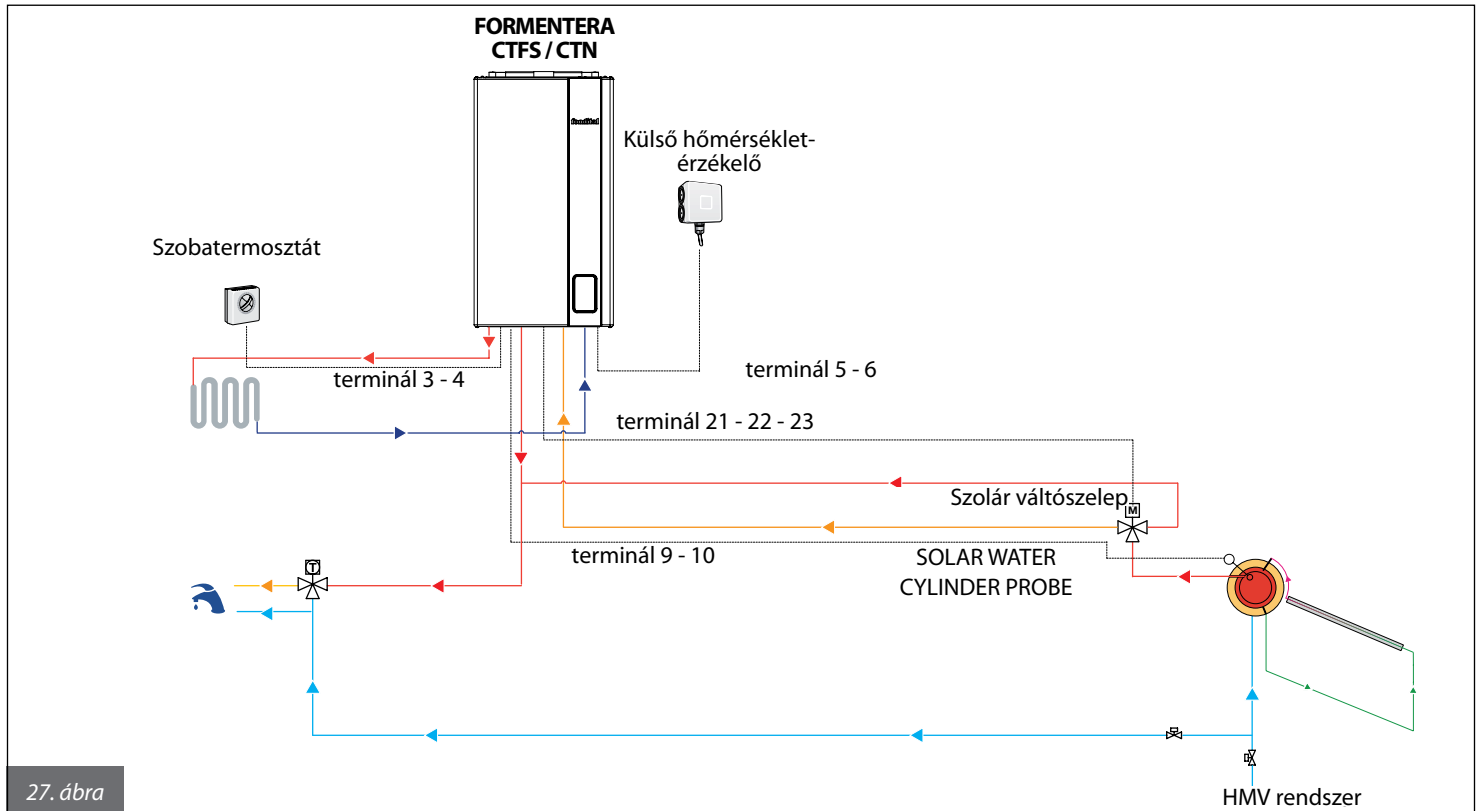 FORMENTERA
CTFS / CTN
fondital
Külső hőmérséklet-
érzékelő
Szobatermosztát
terminál 3 - 4
terminál 5 - 6
terminál 21 - 22 - 23
Szolár váltószelep
M
terminál 9 - 10
SOLAR WATER
CYLINDER PROBE
T
HMV rendszer
27. ábra